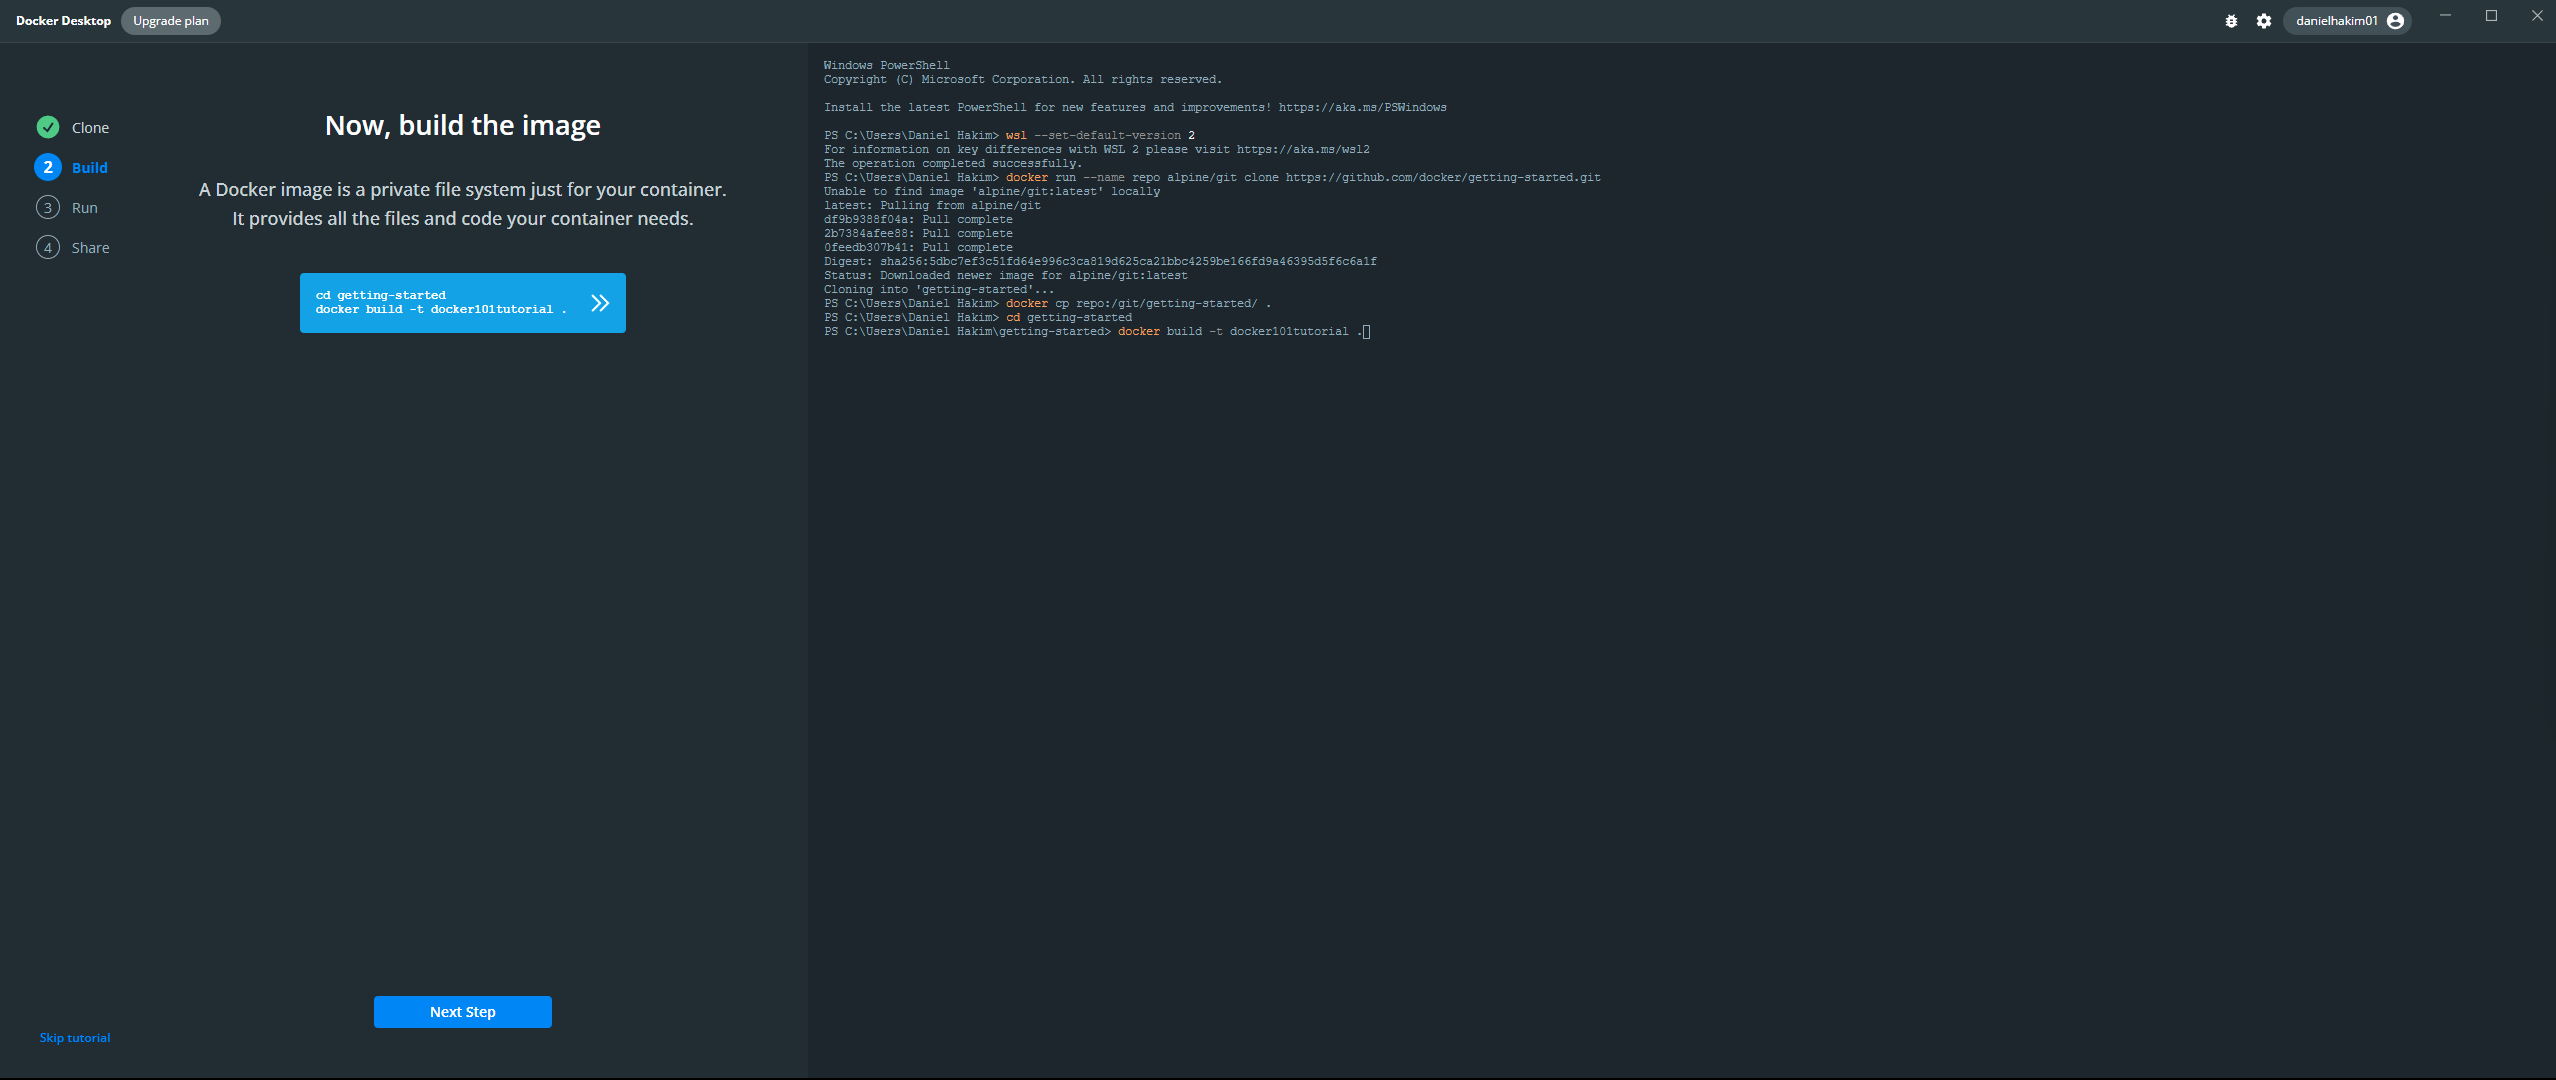 Docker Desktop
Upgrade plan
danielhakim01
Clone
2 Build
3 Run
4 Share
Now, build the image
A Docker image is a private file system just for your container.
It provides all the files and code your container needs.
cd getting-started
docker build -t docker101tutorial .
Next Step
Skip tutorial
Windows PowerShell
Copyright (C) Microsoft Corporation. All rights reserved.
Install the latest PowerShell for new features and improvements! https://aka.ms/PSWindows
PS C:\Users\Daniel Hakim> wsl --set-default-version 2
For information on key differences with WSL 2 please visit https://aka.ms/wsl2
The operation completed successfully.
PS C:\Users\Daniel Hakim> docker run --name repo alpine/git clone https://github.com/docker/getting-started.git
Unable to find image 'alpine/git:latest' locally
latest: Pulling from alpine/git
df9b9388f04a: Pull complete
2b7384afee88: Pull complete
0feedb307b41: Pull complete
Digest: sha256:5dbc7ef3c51fd64e996c3ca819d625ca21bbc4259be166fd9a46395d5f6c6a1f
Status: Downloaded newer image for alpine/git:latest
Cloning into 'getting-started'...
PS C:\Users\Daniel Hakim> docker cp repo:/git/getting-started/ .
PS C:\Users\Daniel Hakim> cd getting-started
PS C:\Users\Daniel Hakim\getting-started> docker build -t docker101tutorial .